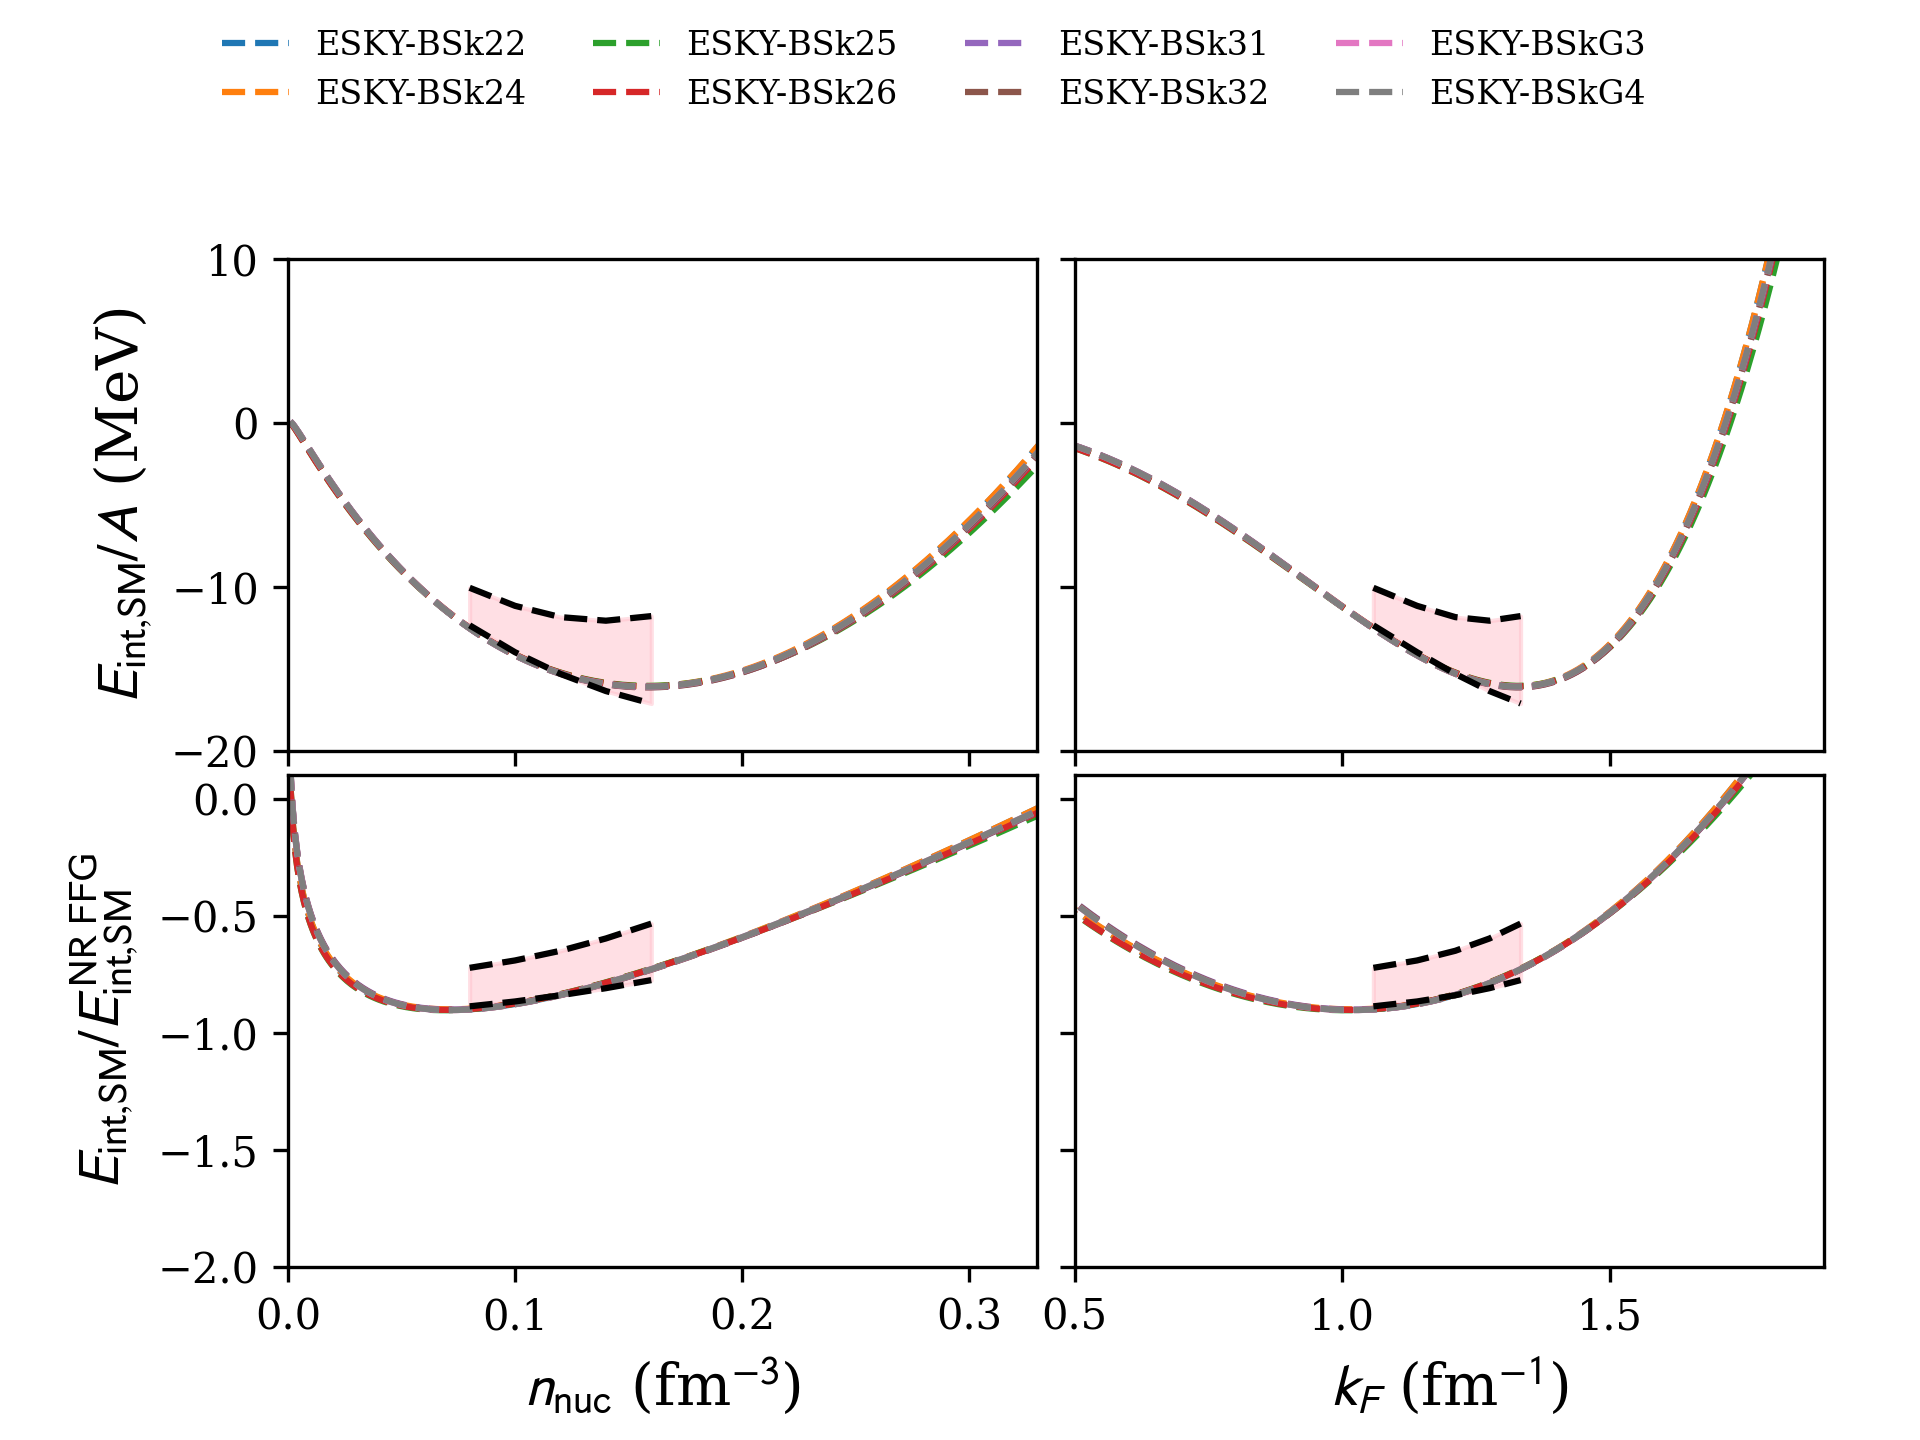 ESKY-BSk22 ESKY-BSk25 ESKY-BSk31 ESKY-BSkG3
ESKY-BSk24 ESKY-BSk26 ESKY-BSk32 ESKY-BSkG4
E_int,SM/A (MeV)
10
0
−10
−20
E_int,SM/E^NR FFG_int,SM
0.0
−0.5
−1.0
−1.5
−2.0
0.0 0.1 0.2 0.3
0.5 1.0 1.5
n_nuc (fm⁻³)
k_F (fm⁻¹)